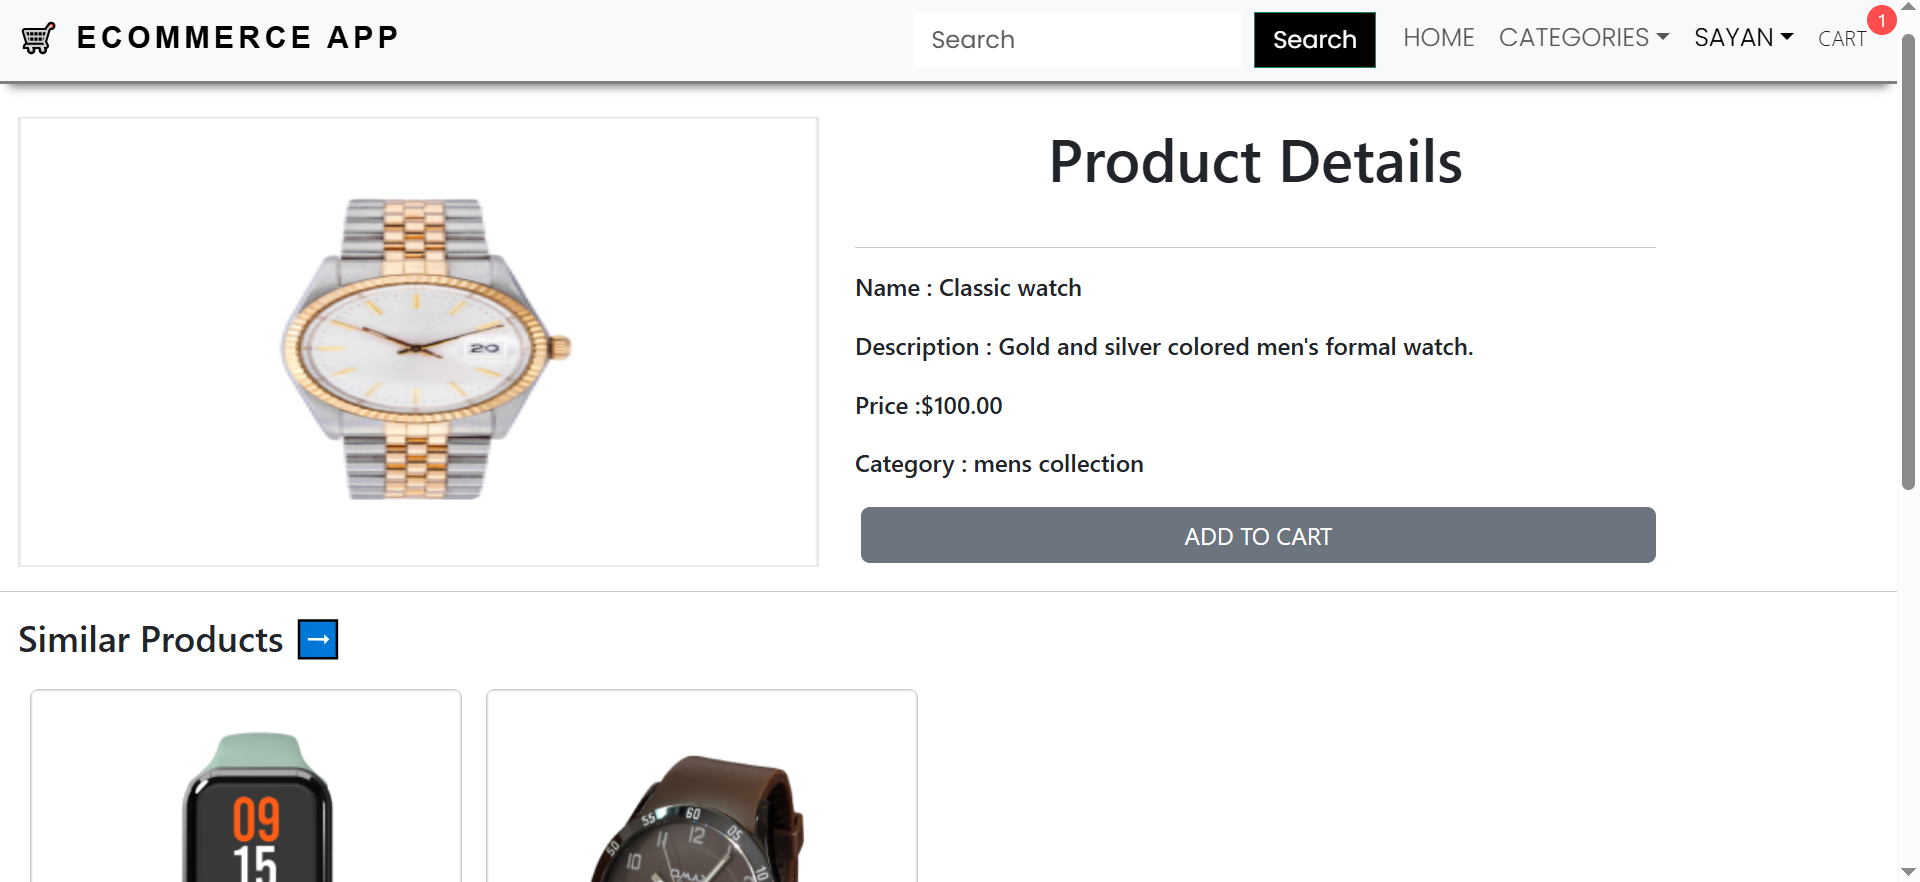 ECOMMERCE APP
Search
Search
HOME
CATEGORIES
SAYAN
CART
1
Product Details
20
Name : Classic watch
Description : Gold and silver colored men's formal watch.
Price :$100.00
Category : mens collection
ADD TO CART
Similar Products
09
15
50
55
60
05
10
10
11
12
OMAX